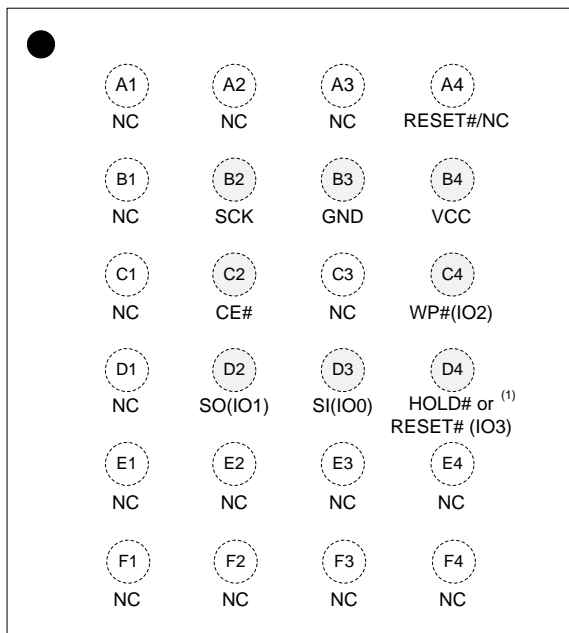 A1 A2 A3 A4
NC NC NC RESET#/NC
B1 B2 B3 B4
NC SCK GND VCC
C1 C2 C3 C4
NC CE# NC WP#(IO2)
D1 D2 D3 D4
NC SO(IO1) SI(IO0) HOLD# or (1)
RESET# (IO3)
E1 E2 E3 E4
NC NC NC NC
F1 F2 F3 F4
NC NC NC NC